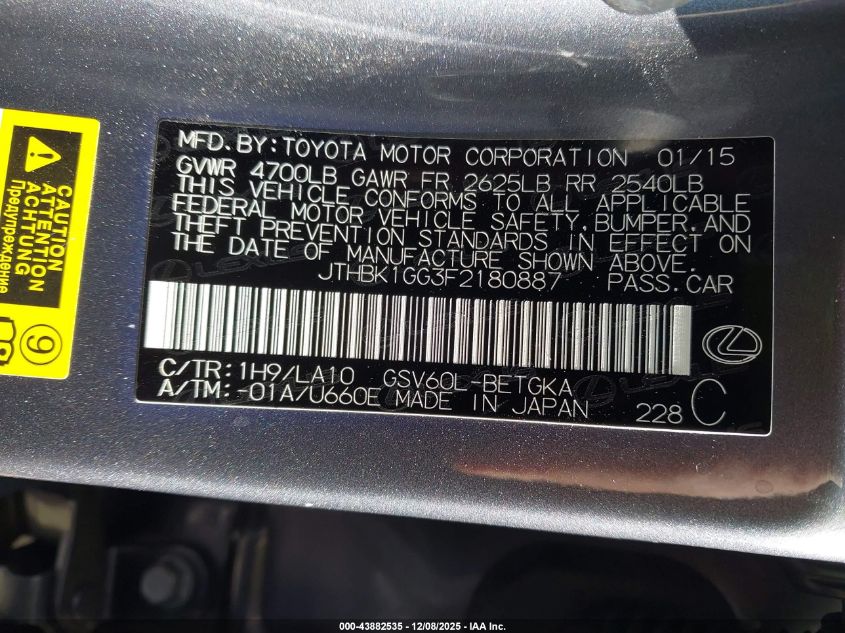 CAUTION
ATTENTION
ACHTUNG
Предупреждение
9
MFD. BY: TOYOTA MOTOR CORPORATION 01/15
GVWR 4700LB GAWR FR 2625LB RR 2540LB
THIS VEHICLE CONFORMS TO ALL APPLICABLE
FEDERAL MOTOR VEHICLE SAFETY, BUMPER, AND
THEFT PREVENTION STANDARDS IN EFFECT ON
THE DATE OF MANUFACTURE SHOWN ABOVE.
JTHBK1GG3F2180887 PASS. CAR
C/TR: 1H9/LA10 GSV60L-BETGKA
A/TM: -01A/U660E MADE IN JAPAN 228 C
000-43882535 - 12/08/2025 - IAA Inc.